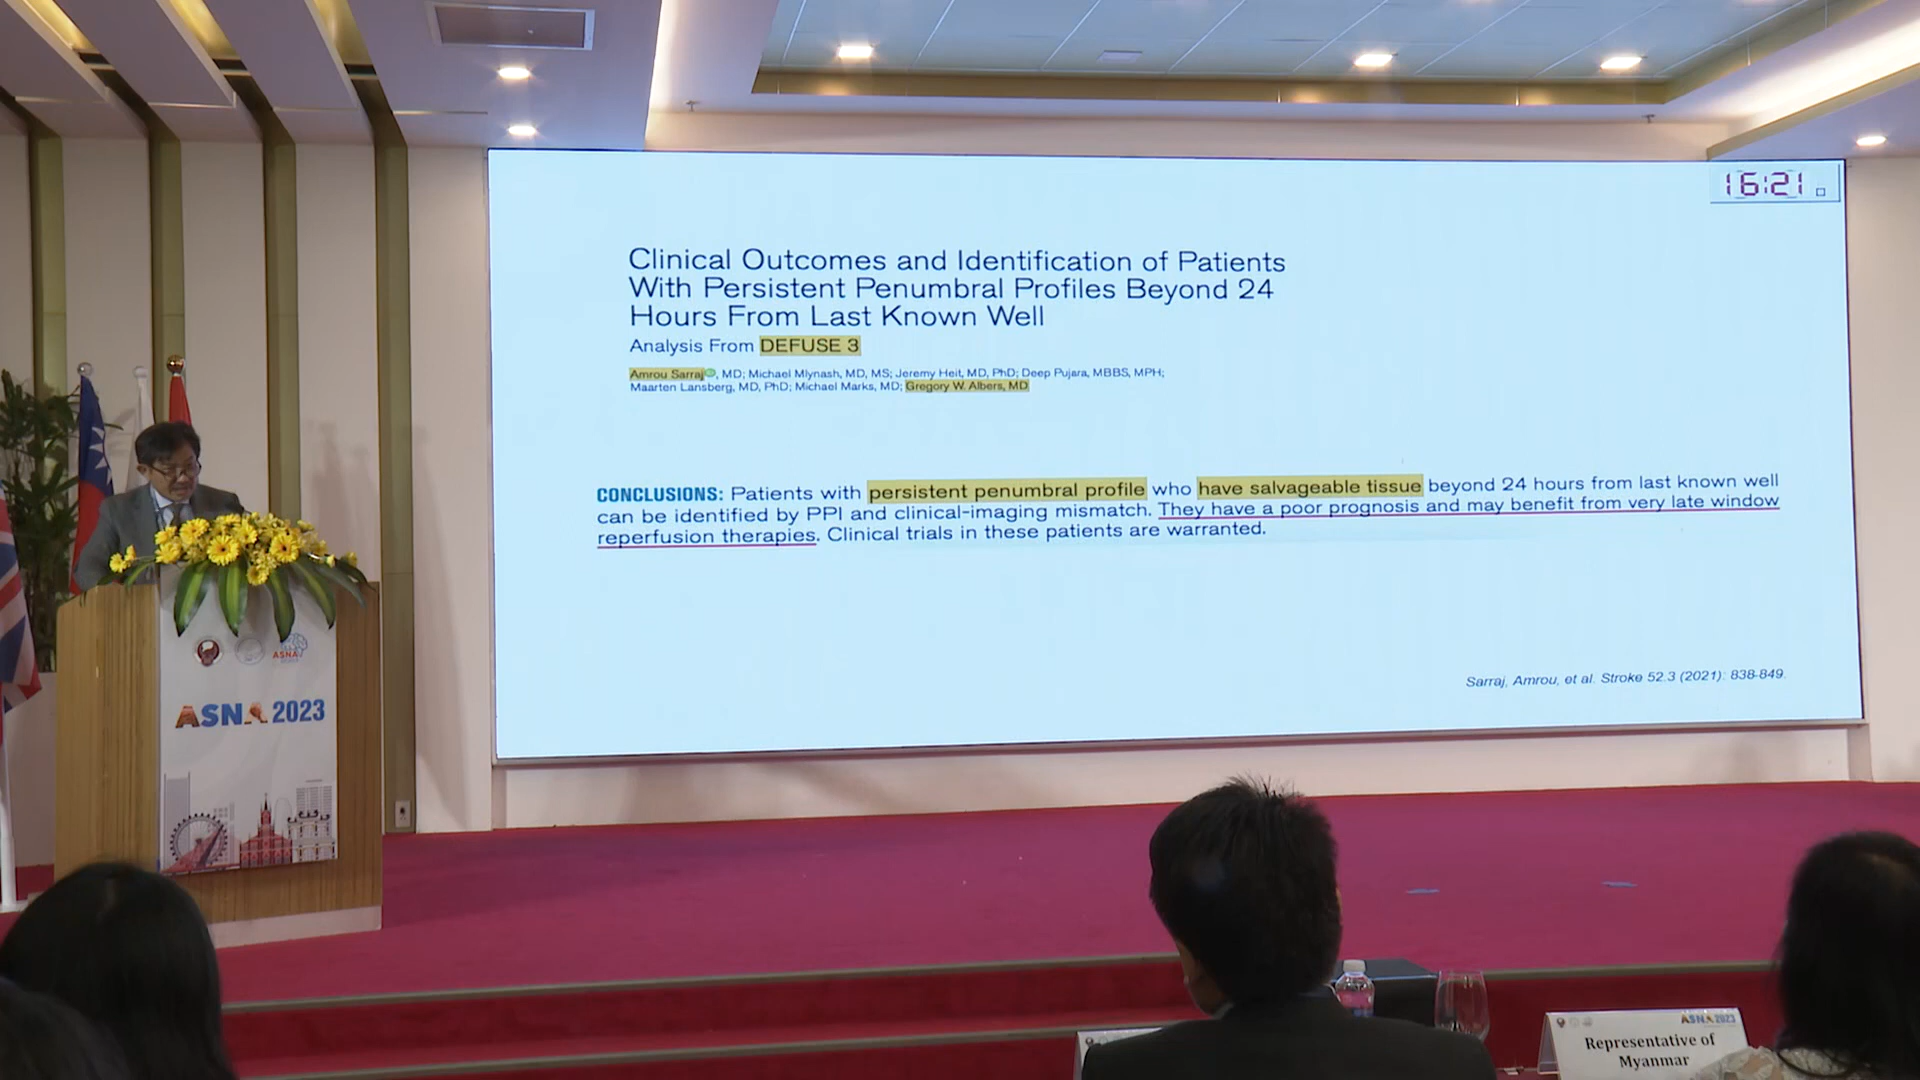 16:21
Clinical Outcomes and Identification of Patients
With Persistent Penumbral Profiles Beyond 24
Hours From Last Known Well
Analysis From DEFUSE 3
Amrou Sarraj, MD; Michael Mlynash, MD, MS; Jeremy Heit, MD, PhD; Deep Pujara, MBBS, MPH;
Maarten Lansberg, MD, PhD; Michael Marks, MD; Gregory W. Albers, MD
CONCLUSIONS: Patients with persistent penumbral profile who have salvageable tissue beyond 24 hours from last known well
can be identified by PPI and clinical-imaging mismatch. They have a poor prognosis and may benefit from very late window
reperfusion therapies. Clinical trials in these patients are warranted.
Sarraj, Amrou, et al. Stroke 52.3 (2021): 838-849.
ASNA
ASNA 2023
ASNA 2023
Representative of
Myanmar